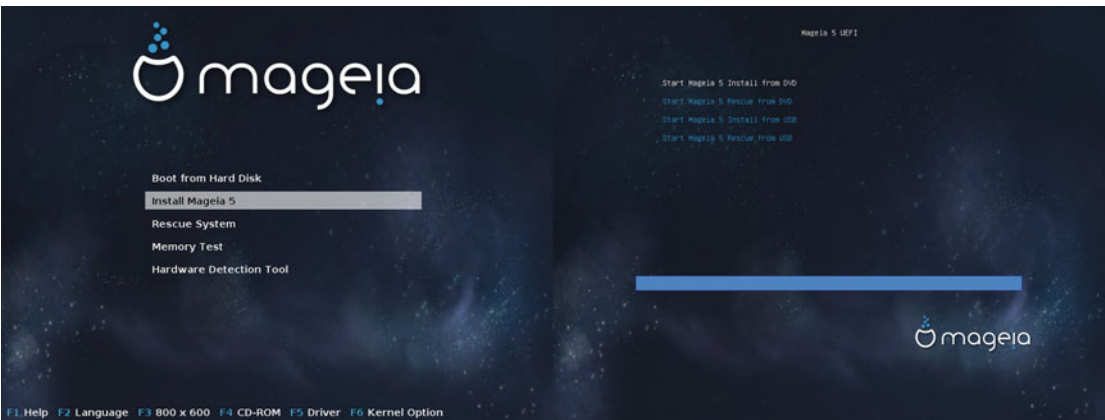 mageia
Boot from Hard Disk
Install Mageia 5
Rescue System
Memory Test
Hardware Detection Tool
F1 Help F2 Language F3 800 x 600 F4 CD-ROM F5 Driver F6 Kernel Option
Mageia 5 UEFI
Start Mageia 5 Install from DVD
Start Mageia 5 Rescue from DVD
Start Mageia 5 Install from USB
Start Mageia 5 Rescue from USB
mageia